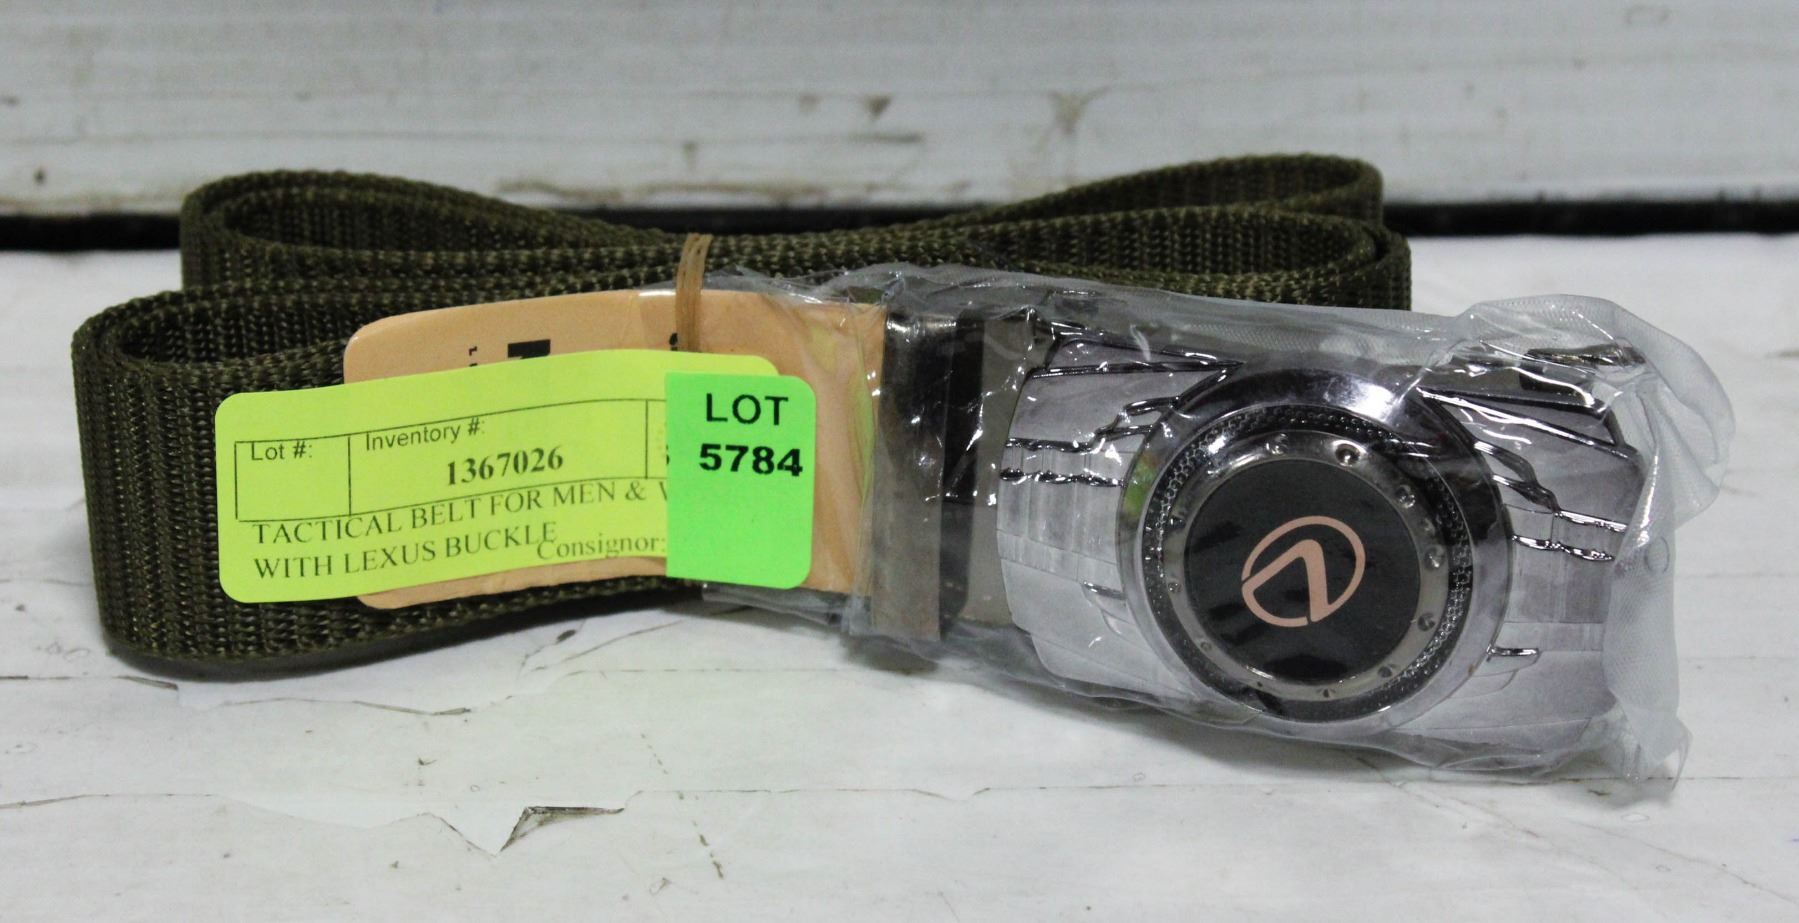 Lot #:
Inventory #:
1367026
TACTICAL BELT FOR MEN &
WITH LEXUS BUCKLE
Consignor:
LOT
5784